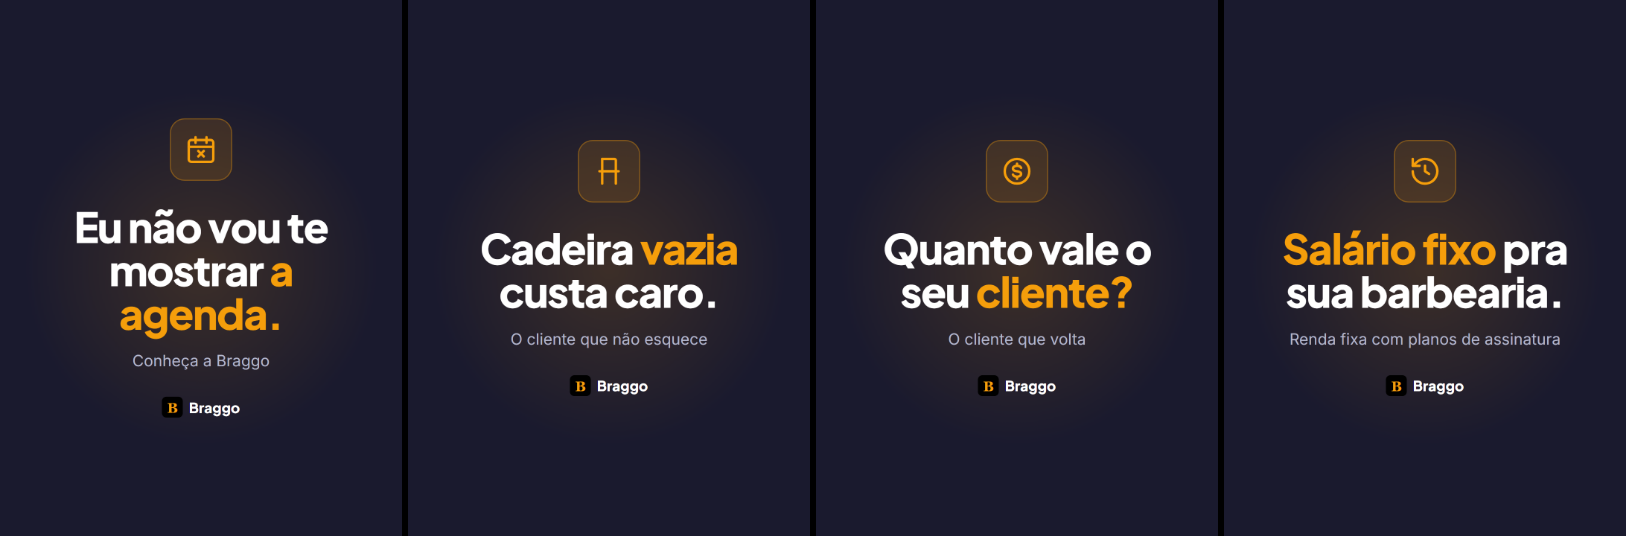 Eu não vou te
mostrar a
agenda.
Conheça a Braggo
B Braggo
Cadeira vazia
custa caro.
O cliente que não esquece
B Braggo
Quanto vale o
seu cliente?
O cliente que volta
B Braggo
Salário fixo pra
sua barbearia.
Renda fixa com planos de assinatura
B Braggo